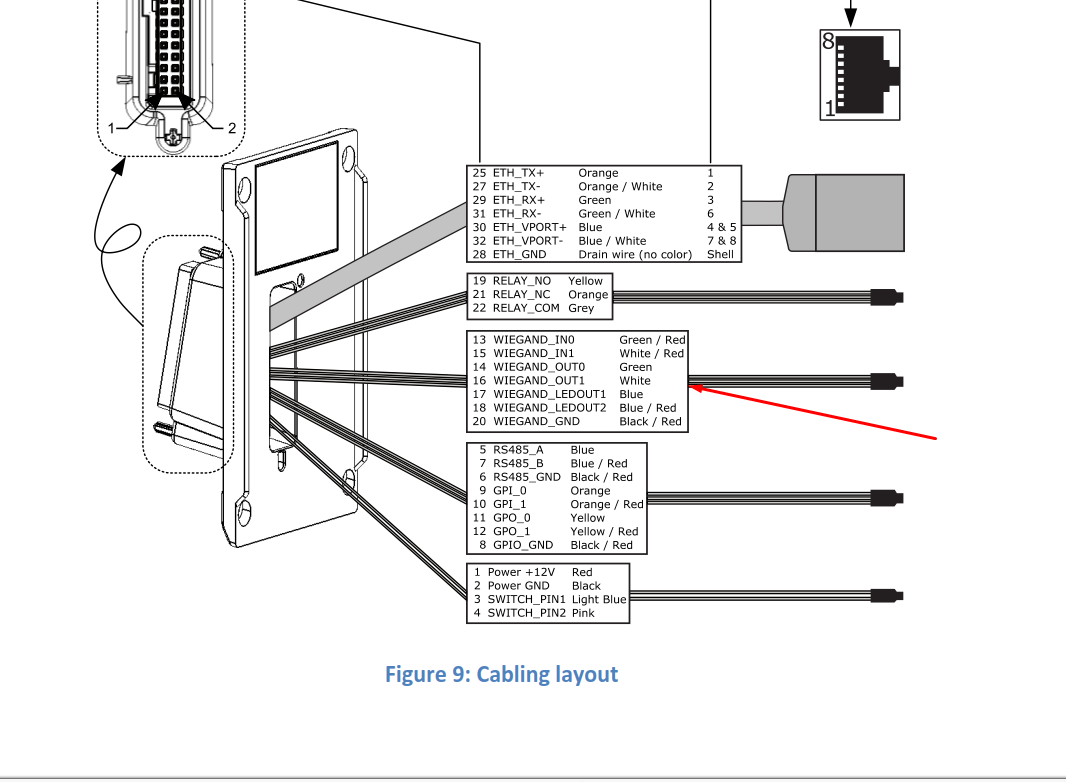 8
1
1
2
25 ETH_TX+ Orange 1
27 ETH_TX- Orange / White 2
29 ETH_RX+ Green 3
31 ETH_RX- Green / White 6
30 ETH_VPORT+ Blue 4 & 5
32 ETH_VPORT- Blue / White 7 & 8
28 ETH_GND Drain wire (no color) Shell
19 RELAY_NO Yellow
21 RELAY_NC Orange
22 RELAY_COM Grey
13 WIEGAND_IN0 Green / Red
15 WIEGAND_IN1 White / Red
14 WIEGAND_OUT0 Green
16 WIEGAND_OUT1 White
17 WIEGAND_LEDOUT1 Blue
18 WIEGAND_LEDOUT2 Blue / Red
20 WIEGAND_GND Black / Red
5 RS485_A Blue
7 RS485_B Blue / Red
6 RS485_GND Black / Red
9 GPI_0 Orange
10 GPI_1 Orange / Red
11 GPO_0 Yellow
12 GPO_1 Yellow / Red
8 GPIO_GND Black / Red
1 Power +12V Red
2 Power GND Black
3 SWITCH_PIN1 Light Blue
4 SWITCH_PIN2 Pink
Figure 9: Cabling layout